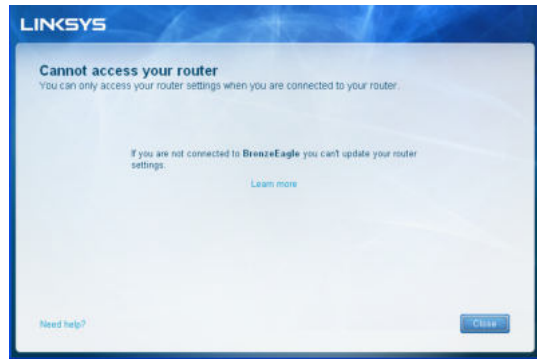 LINKSYS
Cannot access your router
You can only access your router settings when you are connected to your router.
If you are not connected to BronzeEagle you can't update your router
settings.
Learn more
Need help?
Close